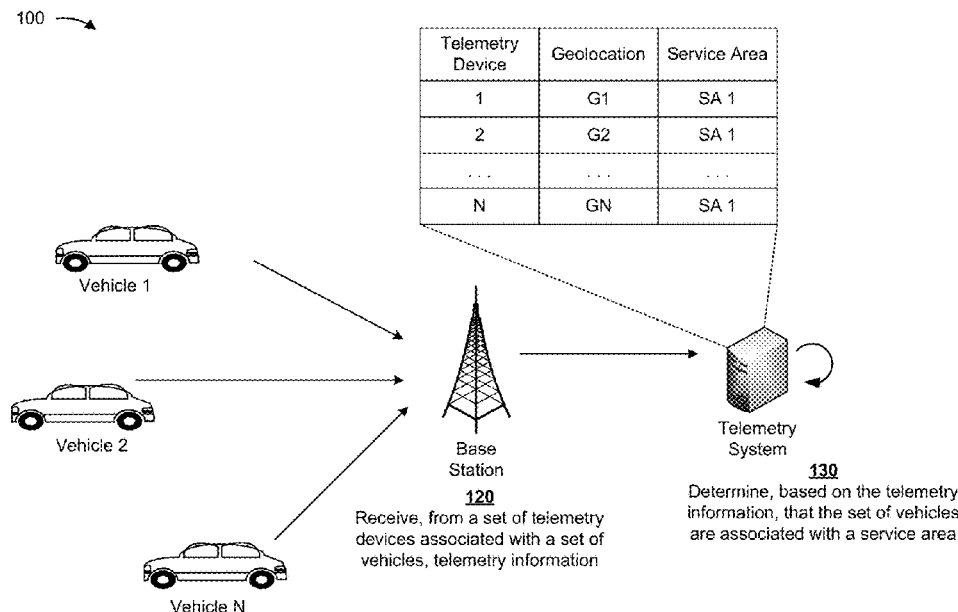 100
Telemetry Device Geolocation Service Area
1 G1 SA 1
2 G2 SA 1
. . . . . . . . .
N GN SA 1
Vehicle 1
Vehicle 2
Vehicle N
Base
Station
120
Receive, from a set of telemetry
devices associated with a set of
vehicles, telemetry information
Telemetry
System
130
Determine, based on the telemetry
information, that the set of vehicles
are associated with a service area